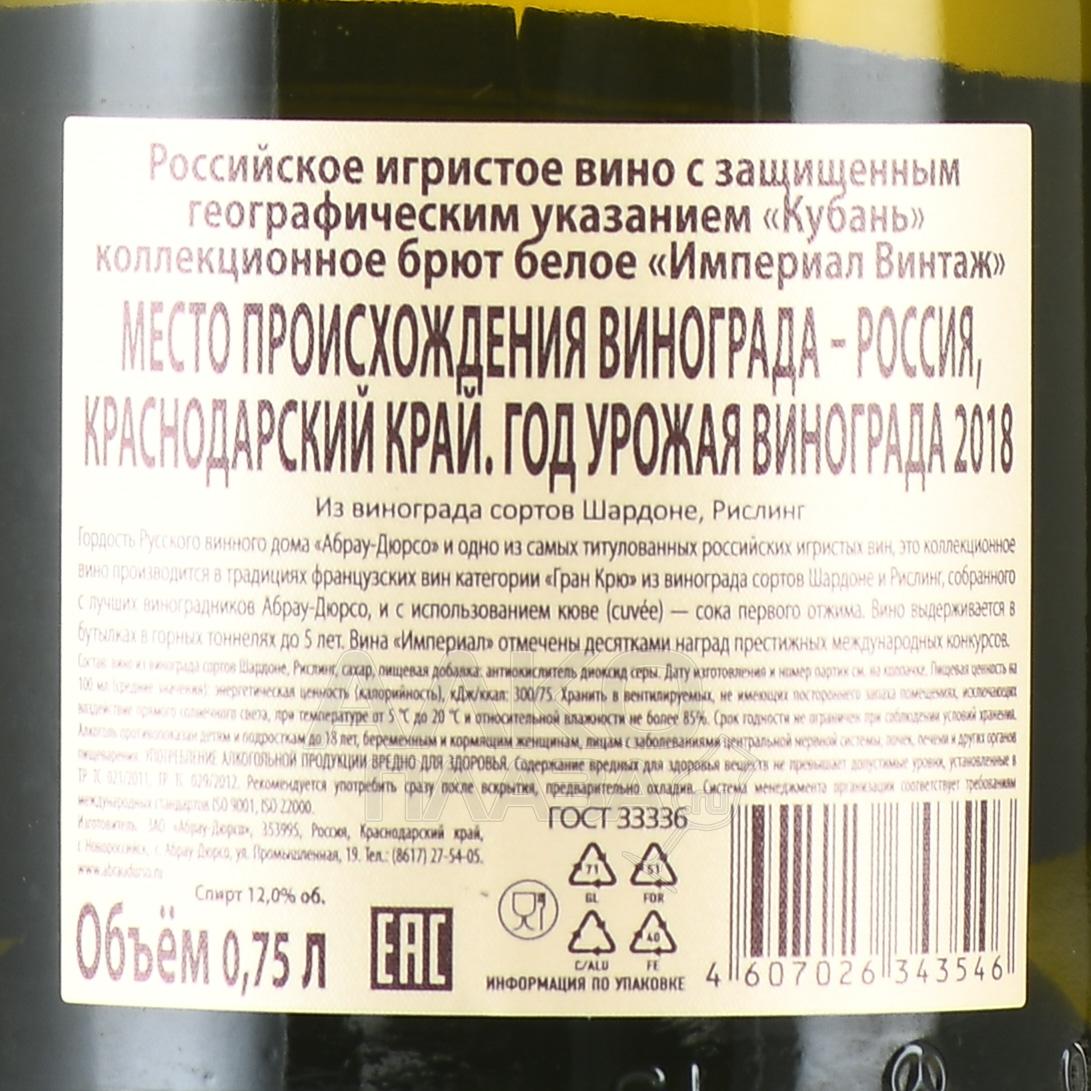 Российское игристое вино с защищенным
географическим указанием «Кубань»
коллекционное брют белое «Империал Винтаж»
МЕСТО ПРОИСХОЖДЕНИЯ ВИНОГРАДА – РОССИЯ,
КРАСНОДАРСКИЙ КРАЙ. ГОД УРОЖАЯ ВИНОГРАДА 2018
Из винограда сортов Шардоне, Рислинг
Гордость Русского винного дома «Абрау-Дюрсо» и одно из самых титулованных российских игристых вин, это коллекционное
вино производится в традициях французских вин категории «Гран Крю» из винограда сортов Шардоне и Рислинг, собранного
с лучших виноградников Абрау-Дюрсо, и с использованием кюве (cuvée) — сока первого отжима. Вино выдерживается в
бутылках в горных тоннелях до 5 лет. Вина «Империал» отмечены десятками наград престижных международных конкурсов.
Состав: вино из винограда сортов Шардоне, Рислинг, сахар, пищевая добавка: антиокислитель диоксид серы. Дату изготовления и номер партии см. на колпачке. Пищевая ценность на
100 мл (средние значения): энергетическая ценность (калорийность), кДж/ккал: 300/75. Хранить в вентилируемых, не имеющих постороннего запаха помещениях, исключающих
воздействие прямого солнечного света, при температуре от 5 ˚С до 20 ˚С и относительной влажности не более 85%. Срок годности не ограничен при соблюдении условий хранения.
Алкоголь противопоказан детям и подросткам до 18 лет, беременным и кормящим женщинам, лицам с заболеваниями центральной нервной системы, почек, печени и других органов
пищеварения. УПОТРЕБЛЕНИЕ АЛКОГОЛЬНОЙ ПРОДУКЦИИ ВРЕДНО ДЛЯ ЗДОРОВЬЯ. Содержание вредных для здоровья веществ не превышает допустимые уровни, установленные в
ТР ТС 021/2011, ТР ТС 029/2012. Рекомендуется употребить сразу после вскрытия, предварительно охладив. Система менеджмента организации соответствует требованиям
международных стандартов ISO 9001, ISO 22000.
Изготовитель: ЗАО «Абрау-Дюрсо», 353995, Россия, Краснодарский край,
г. Новороссийск, с. Абрау-Дюрсо, ул. Промышленная, 19. Тел.: (8617) 27-54-05.
www.abraudurso.ru
ГОСТ 33336
Спирт 12,0% об.
Объём 0,75 Л
EAC
71
GL
51
FOR
C/ALU
40
FE
ИНФОРМАЦИЯ ПО УПАКОВКЕ
4 607026 343546
АЛКО
ПЛАЗА.ru